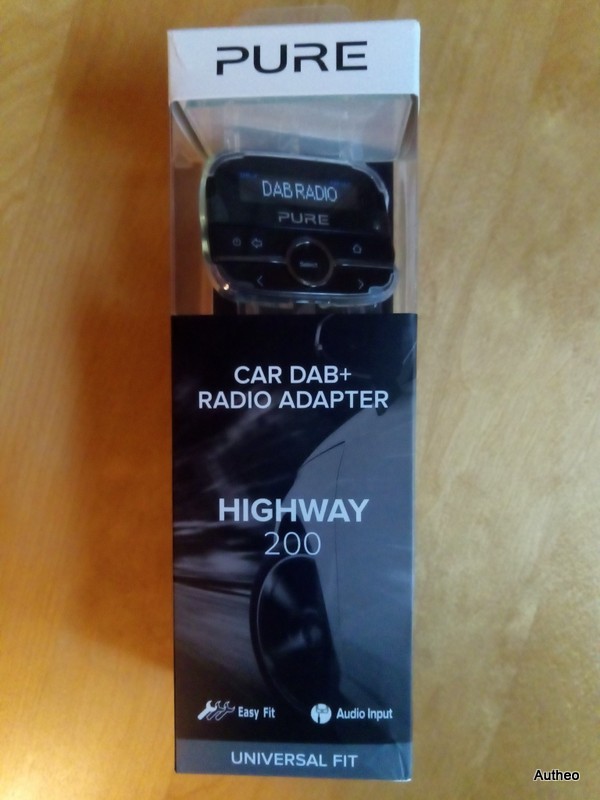 PURE
DAB RADIO
PURE
Select
CAR DAB+
RADIO ADAPTER
HIGHWAY
200
Easy Fit
Audio Input
UNIVERSAL FIT
Autheo